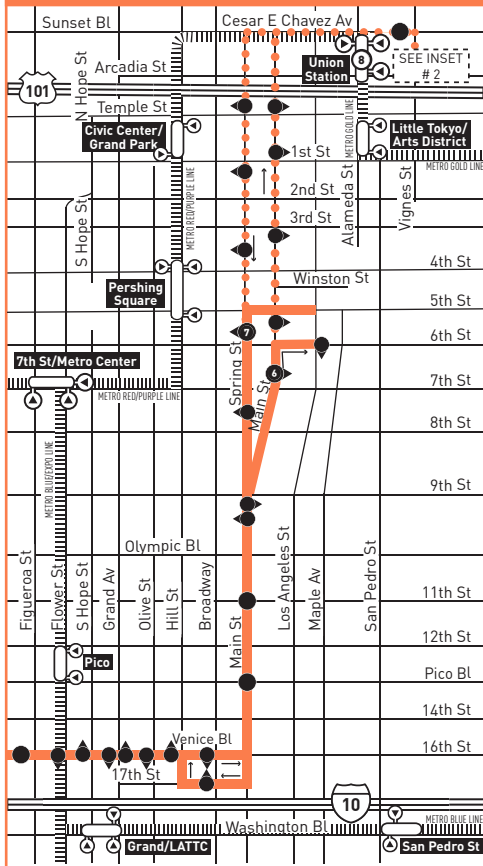 Sunset Bl
Cesar E Chavez Av
Arcadia St
Union
Station
8
SEE INSET
# 2
101
N Hope St
Temple St
Civic Center/
Grand Park
METRO GOLD LINE
Little Tokyo/
Arts District
1st St
METRO GOLD LINE
METRO RED/PURPLE LINE
2nd St
Alameda St
Vignes St
S Hope St
3rd St
4th St
Winston St
Pershing
Square
5th St
7
6th St
7th St/Metro Center
Spring St
Main St
6
7th St
METRO RED/PURPLE LINE
8th St
METRO BLUE/EXPO LINE
9th St
Olympic Bl
Figueroa St
Flower St
S Hope St
Grand Av
Olive St
Hill St
Broadway
Main St
Los Angeles St
Maple Av
San Pedro St
11th St
12th St
Pico
Pico Bl
14th St
Venice Bl
16th St
17th St
10
METRO BLUE LINE
Washington Bl
Grand/LATTC
San Pedro St